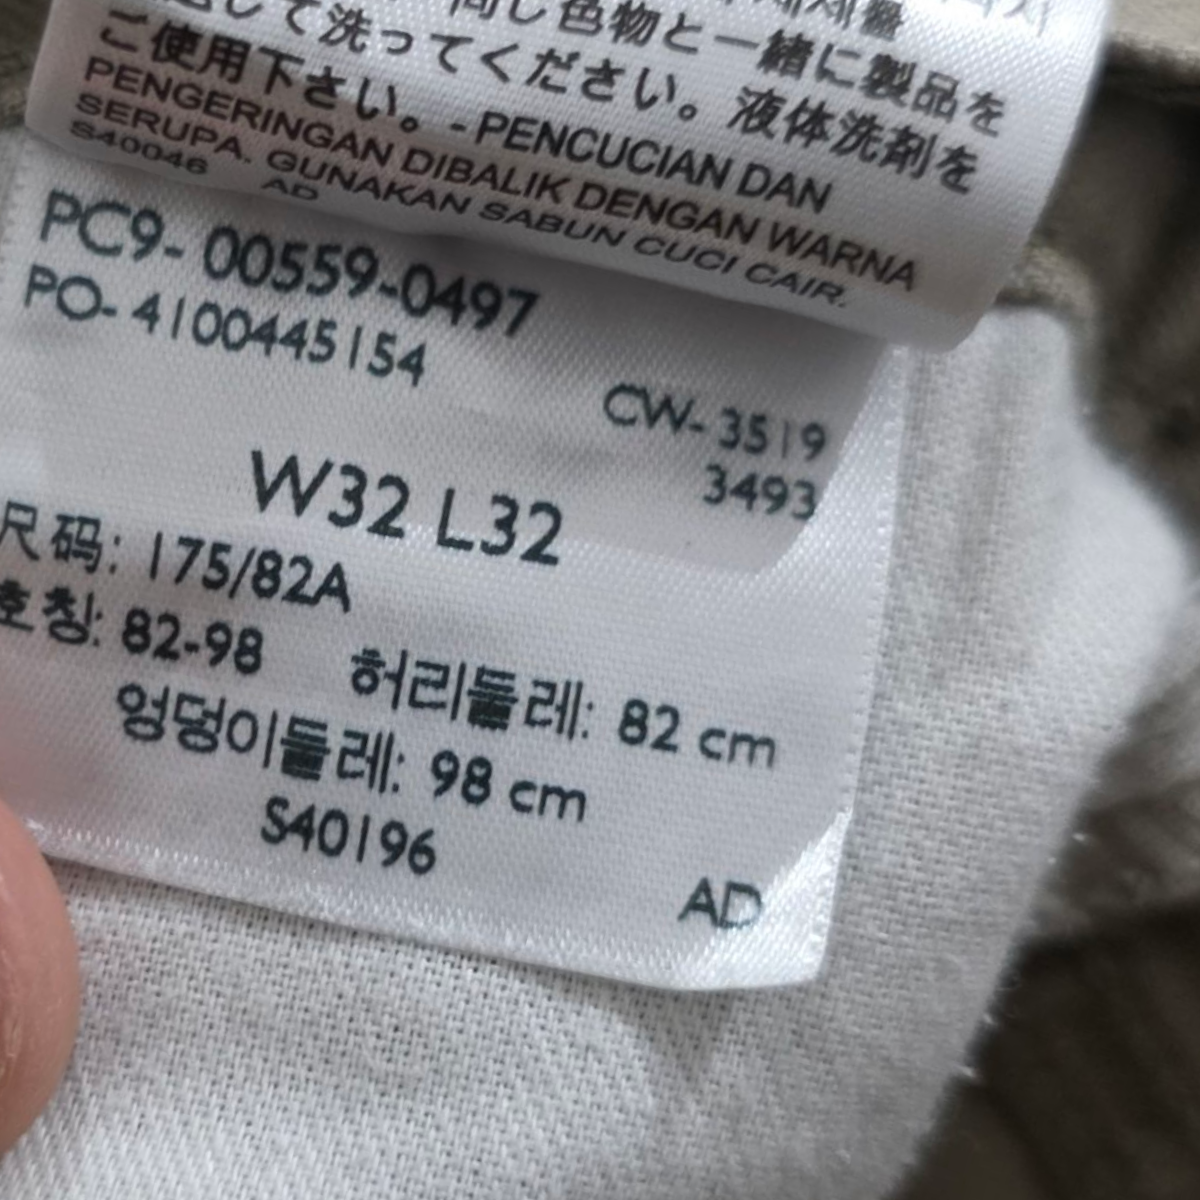 同じ色物と一緒に製品を
して洗ってください。液体洗剤を
ご使用下さい。-PENCUCIAN DAN
PENGERINGAN DIBALIK DENGAN WARNA
SERUPA. GUNAKAN SABUN CUCI CAIR.
S40046 AD
PC9- 00559-0497
PO- 4100445154
CW- 3519
3493
W32 L32
尺码: 175/82A
호칭: 82-98 허리둘레: 82 cm
엉덩이둘레: 98 cm
S40196
AD